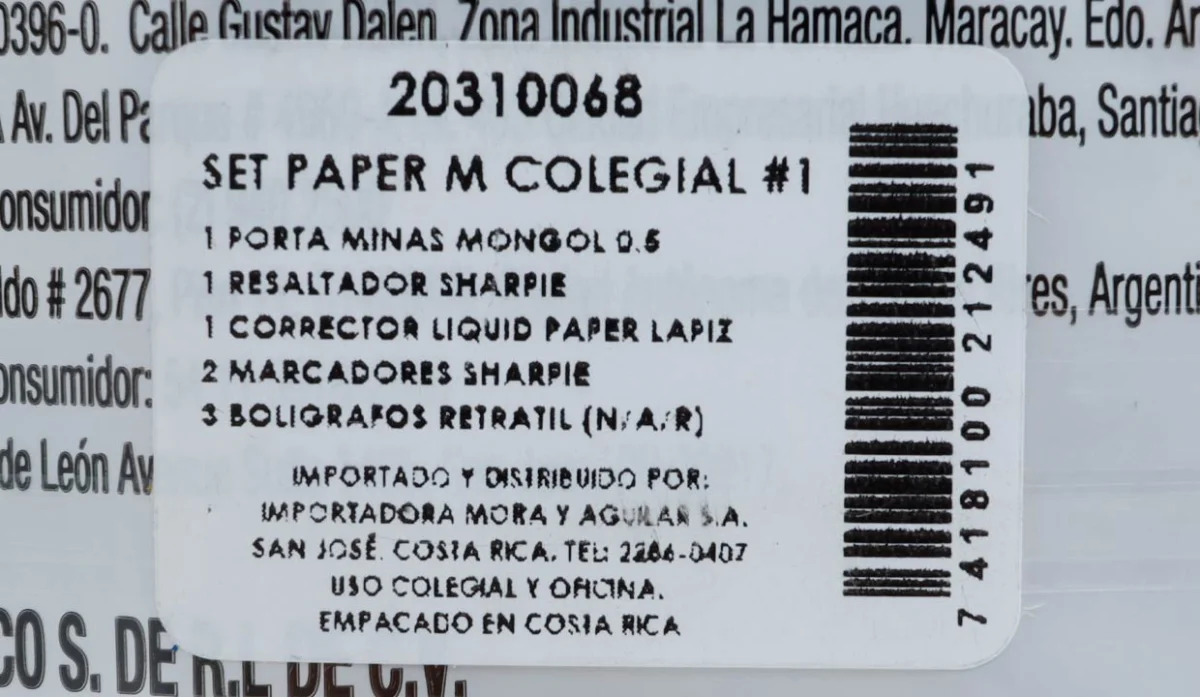 0396-0. Calle Gustav Dalen, Zona Industrial La Hamaca. Maracay. Edo. Ar
Av. Del Pa
aba, Santia
onsumidor
ldo # 2677
res, Argenti
onsumidor:
de León Av
CO S. DE R.L DE C.V.
20310068
SET PAPER M COLEGIAL #1
1 PORTA MINAS MONGOL 0.5
1 RESALTADOR SHARPIE
1 CORRECTOR LIQUID PAPER LAPIZ
2 MARCADORES SHARPIE
3 BOLIGRAFOS RETRATIL (N/A/R)
IMPORTADO Y DISTRIBUIDO POR:
IMPORTADORA MORA Y AGUILAR S.A.
SAN JOSÉ. COSTA RICA. TEL: 2286-0407
USO COLEGIAL Y OFICINA.
EMPACADO EN COSTA RICA
7 418100 212491